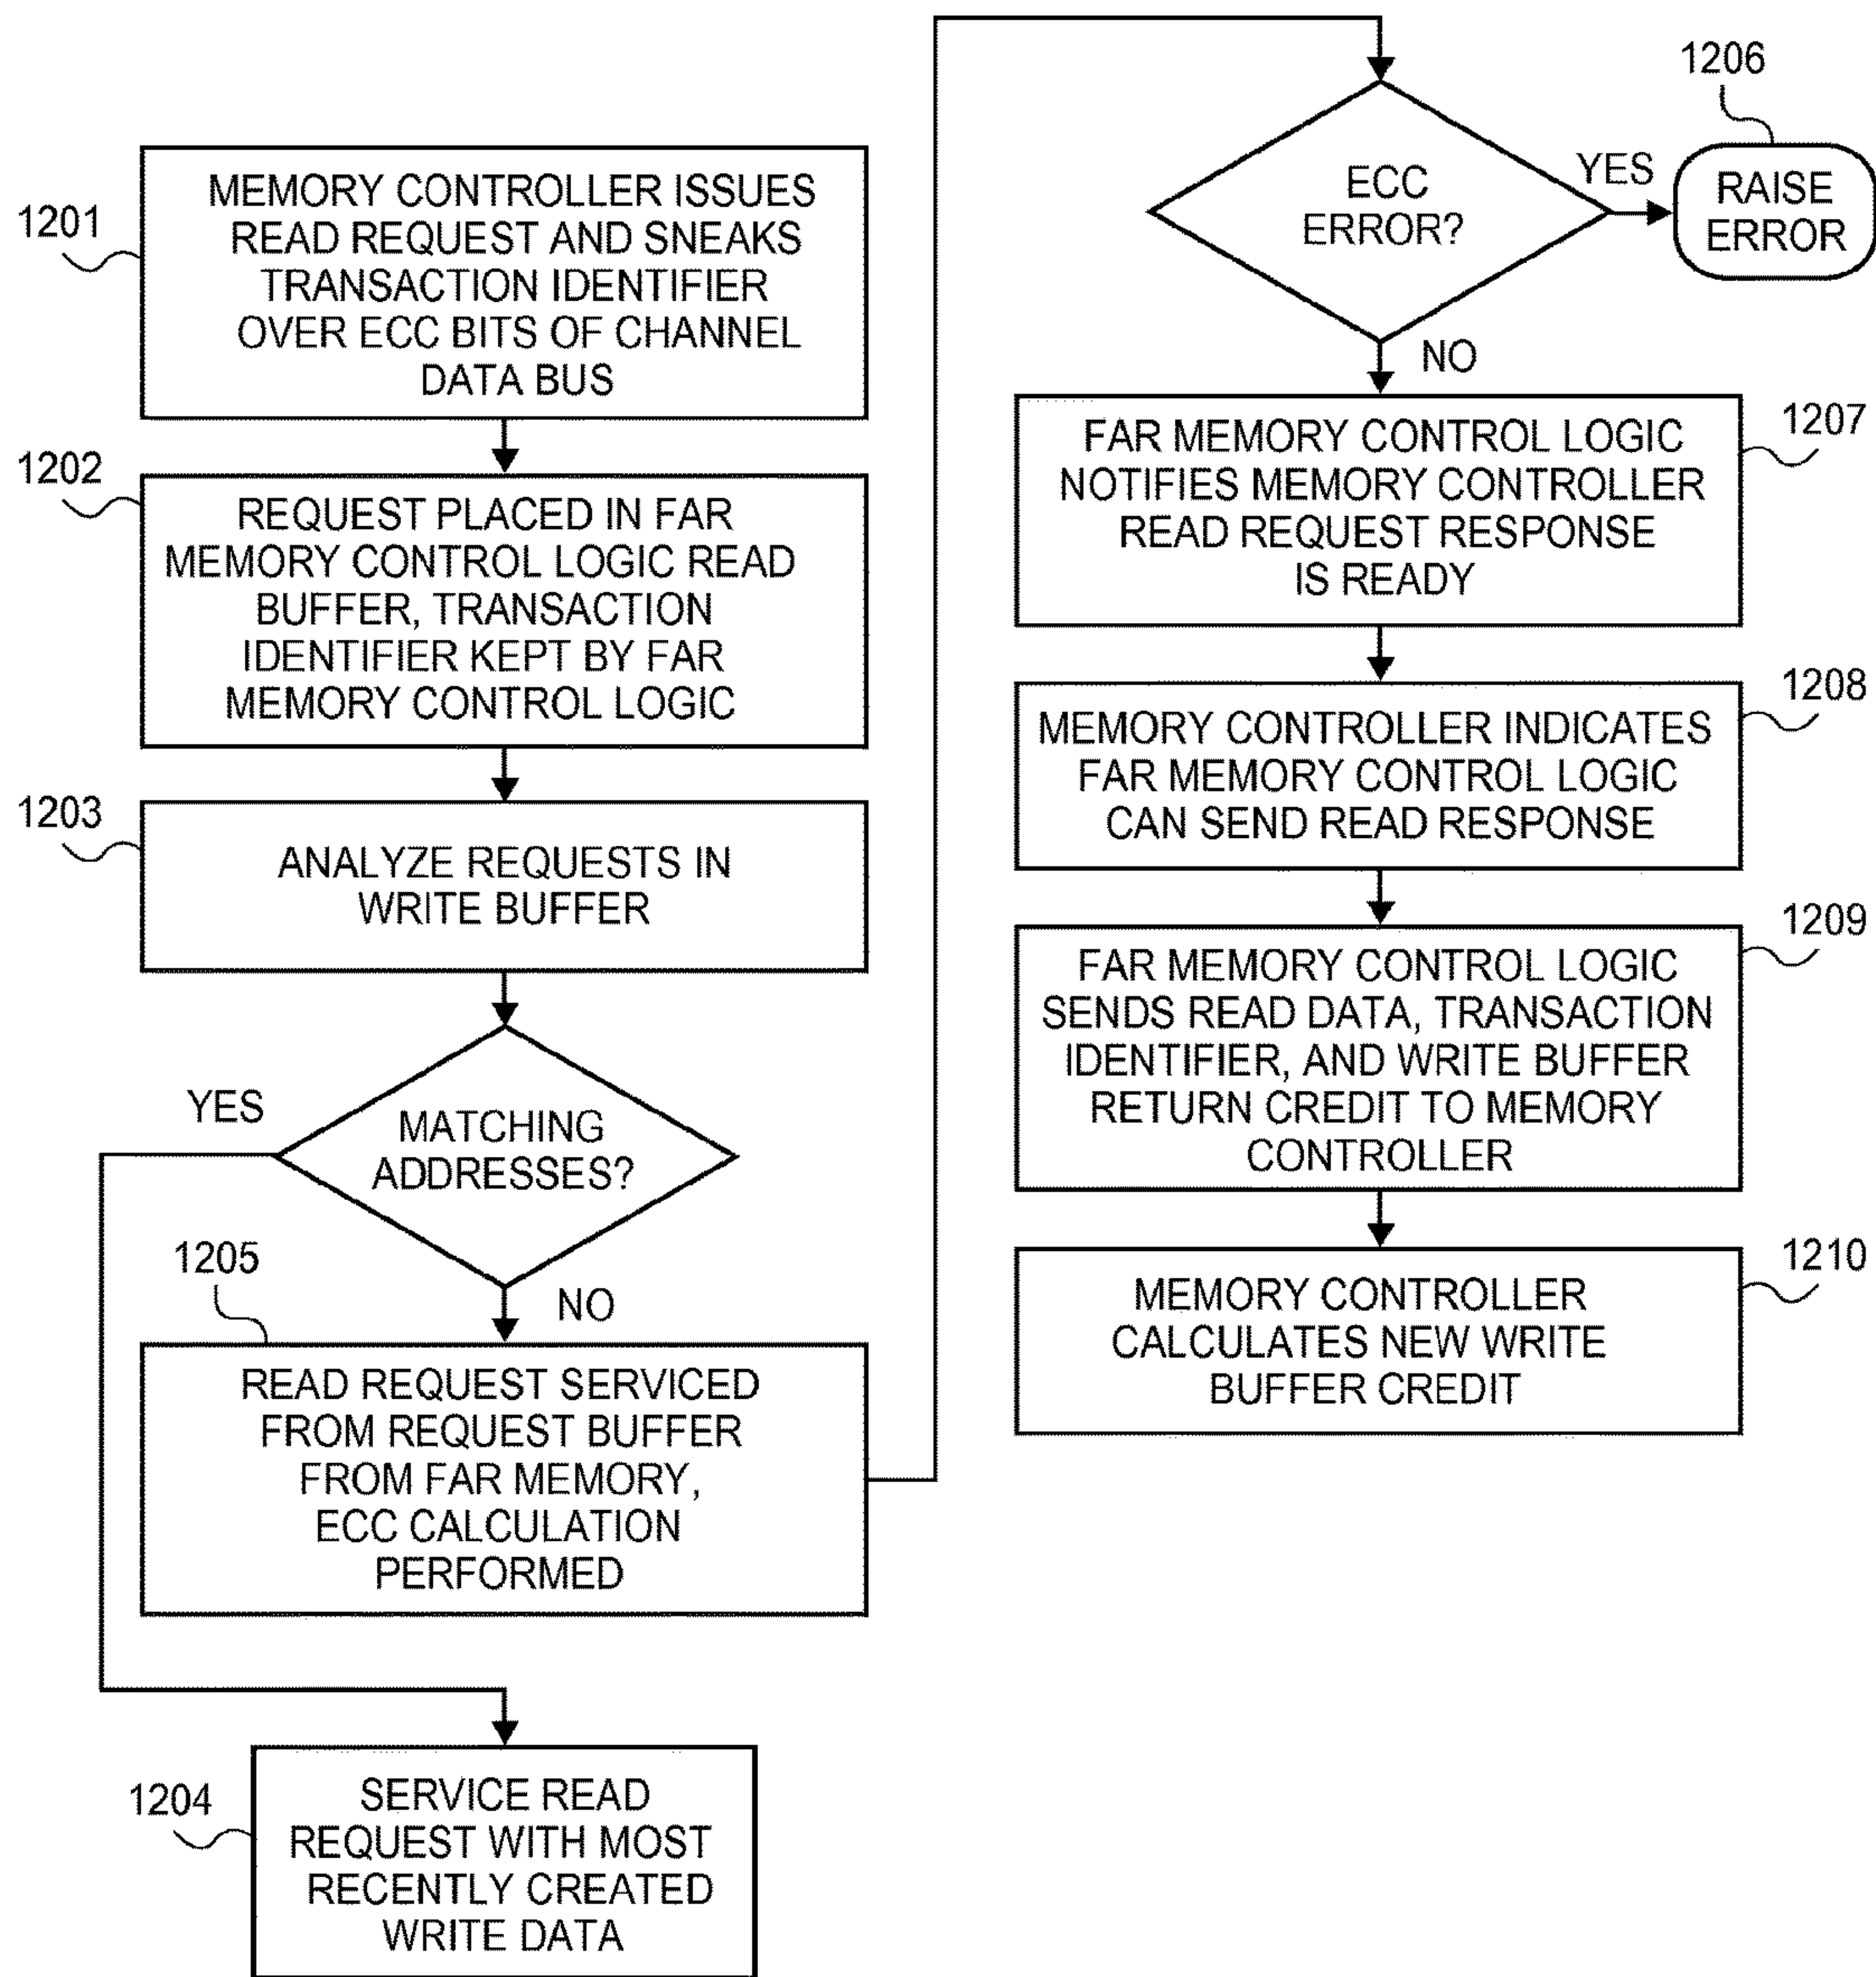 1201
MEMORY CONTROLLER ISSUES
READ REQUEST AND SNEAKS
TRANSACTION IDENTIFIER
OVER ECC BITS OF CHANNEL
DATA BUS
1202
REQUEST PLACED IN FAR
MEMORY CONTROL LOGIC READ
BUFFER, TRANSACTION
IDENTIFIER KEPT BY FAR
MEMORY CONTROL LOGIC
1203
ANALYZE REQUESTS IN
WRITE BUFFER
YES
MATCHING
ADDRESSES?
1205
NO
READ REQUEST SERVICED
FROM REQUEST BUFFER
FROM FAR MEMORY,
ECC CALCULATION
PERFORMED
1204
SERVICE READ
REQUEST WITH MOST
RECENTLY CREATED
WRITE DATA
ECC
ERROR?
YES
1206
RAISE
ERROR
NO
1207
FAR MEMORY CONTROL LOGIC
NOTIFIES MEMORY CONTROLLER
READ REQUEST RESPONSE
IS READY
1208
MEMORY CONTROLLER INDICATES
FAR MEMORY CONTROL LOGIC
CAN SEND READ RESPONSE
1209
FAR MEMORY CONTROL LOGIC
SENDS READ DATA, TRANSACTION
IDENTIFIER, AND WRITE BUFFER
RETURN CREDIT TO MEMORY
CONTROLLER
1210
MEMORY CONTROLLER
CALCULATES NEW WRITE
BUFFER CREDIT